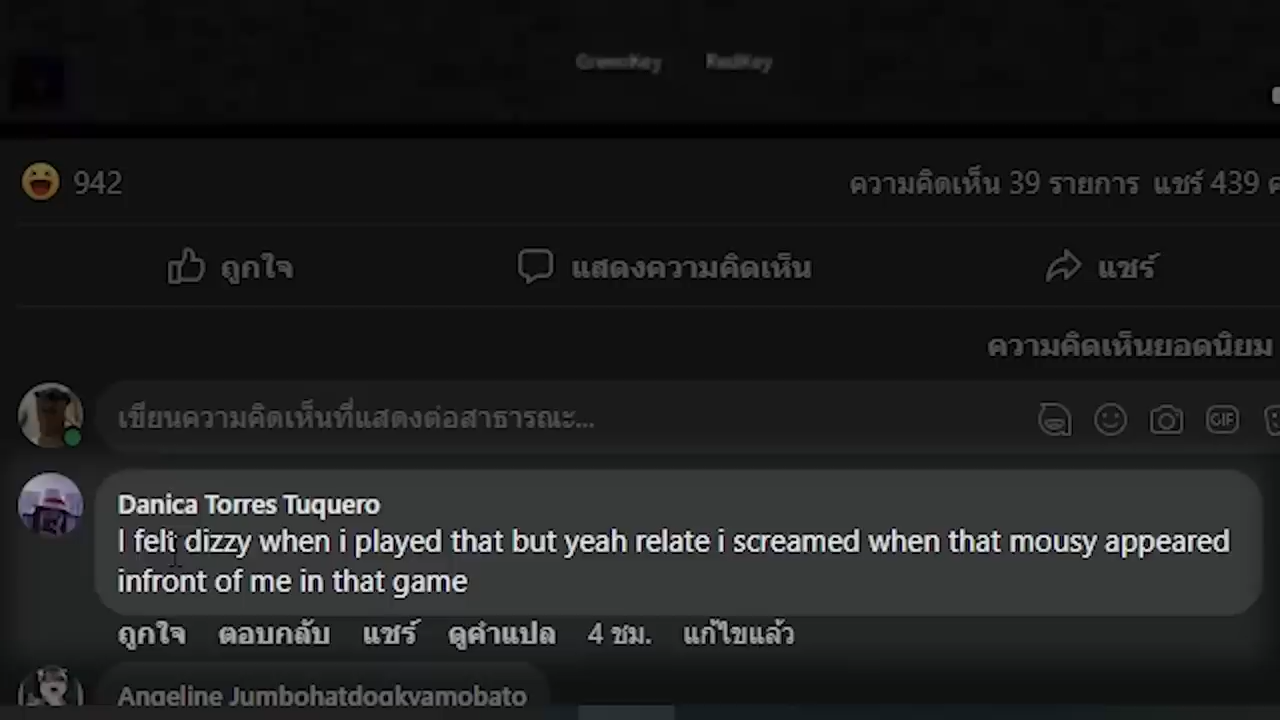 GreenKey RedKey
942
ความคิดเห็น 39 รายการ แชร์ 439
ถูกใจ แสดงความคิดเห็น แชร์
ความคิดเห็นยอดนิยม
เขียนความคิดเห็นที่แสดงต่อสาธารณะ...
GIF
Danica Torres Tuquero
I felt dizzy when i played that but yeah relate i screamed when that mousy appeared
infront of me in that game
ถูกใจ ตอบกลับ แชร์ ดูคำแปล 4 ชม. แก้ไขแล้ว
Angeline Jumbohatdogkyamobato